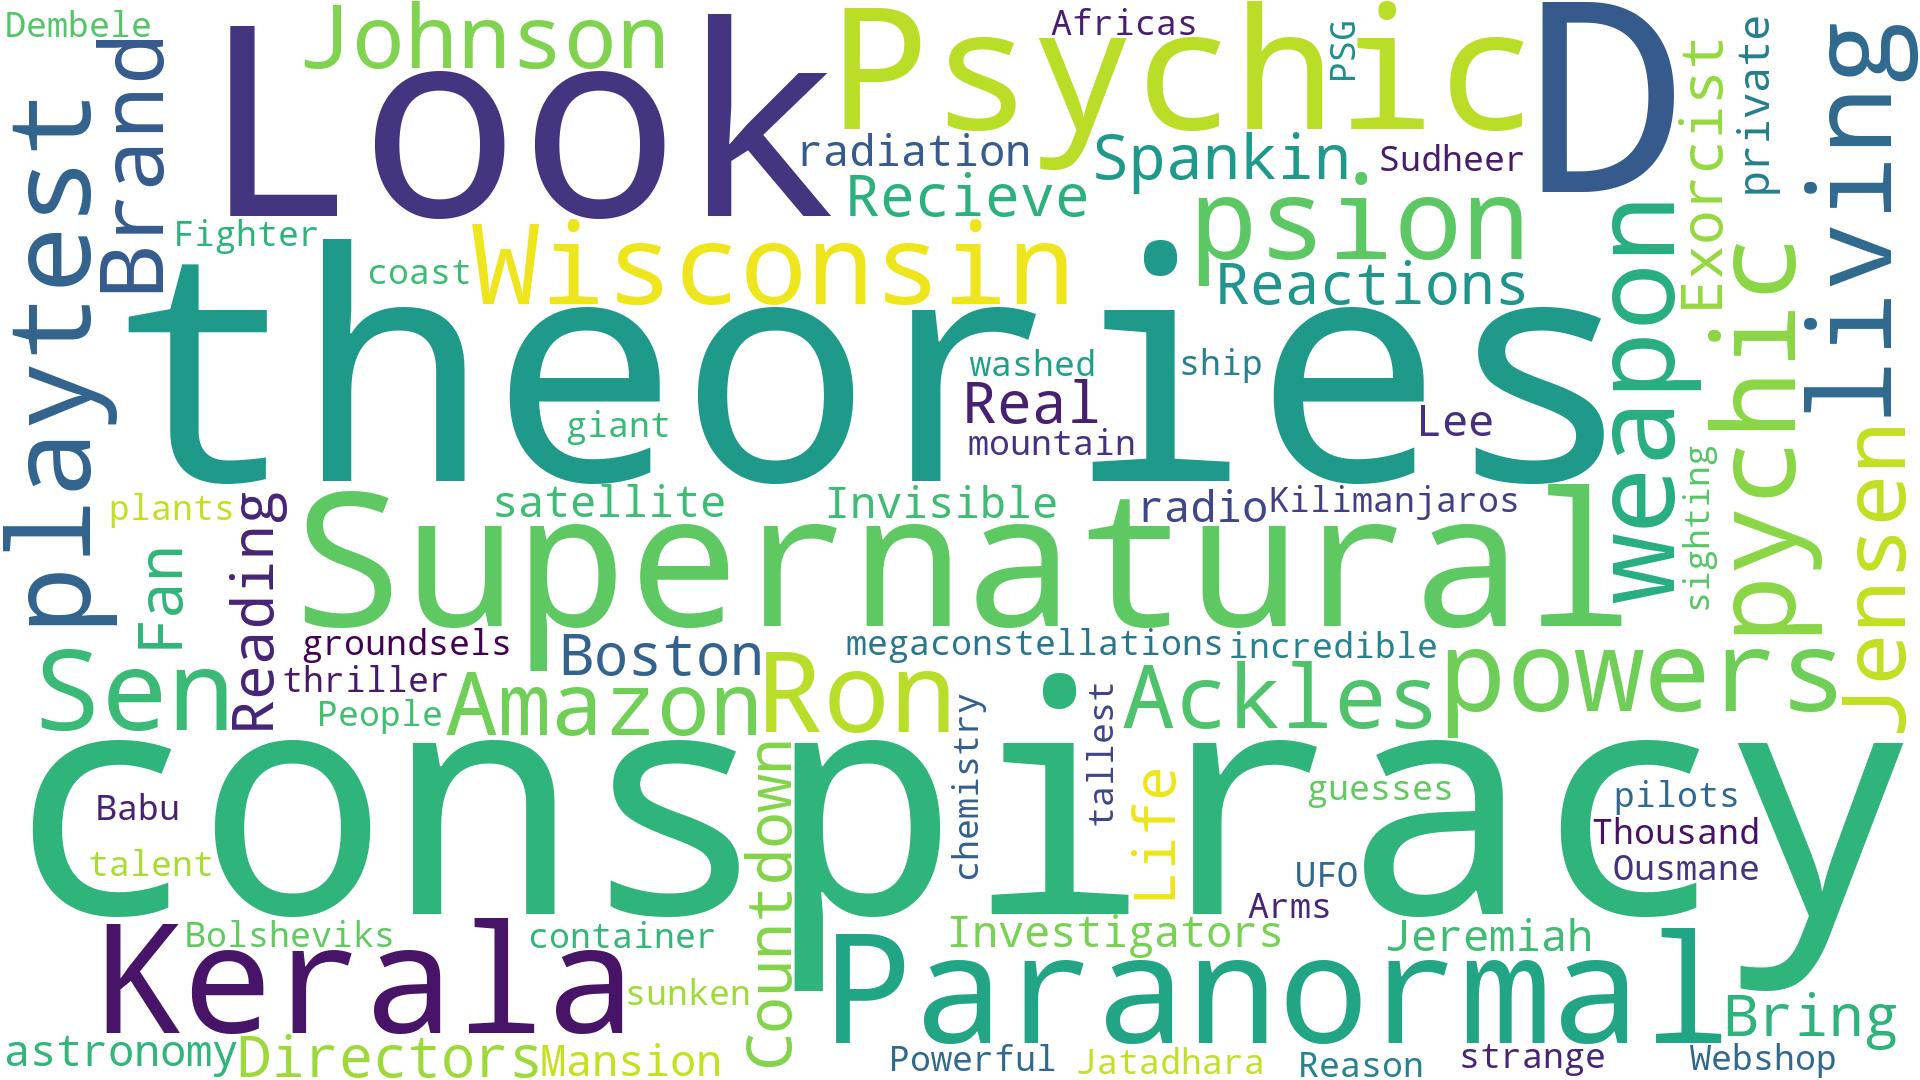 Dembele
Johnson
Look
Psychic
Africas
PSG
D
private
living
Brand
playtest
radiation
Spankin
Sudheer
Exorcist
Recieve
psion
Fighter
coast
Wisconsin
Reactions
weapon
pychic
theories
washed
ship
Real
Lee
giant
mountain
Jensen
sighting
plants
Reading
satellite
Invisible
radio
Kilimanjaros
Supernatural
Fan
groundsels
Boston
megaconstellations
incredible
Sen
thriller
People
Amazon
Ron
Ackles
powers
conspiracy
chemistry
tallest
Life
Countdown
guesses
pilots
Babu
Thousand
talent
UFO
Ousmane
Arms
Kerala
Bolsheviks
container
Investigators
Jeremiah
sunken
Paranormal
Bring
astronomy
Directors
Mansion
Powerful
Jatadhara
Reason
strange
Webshop